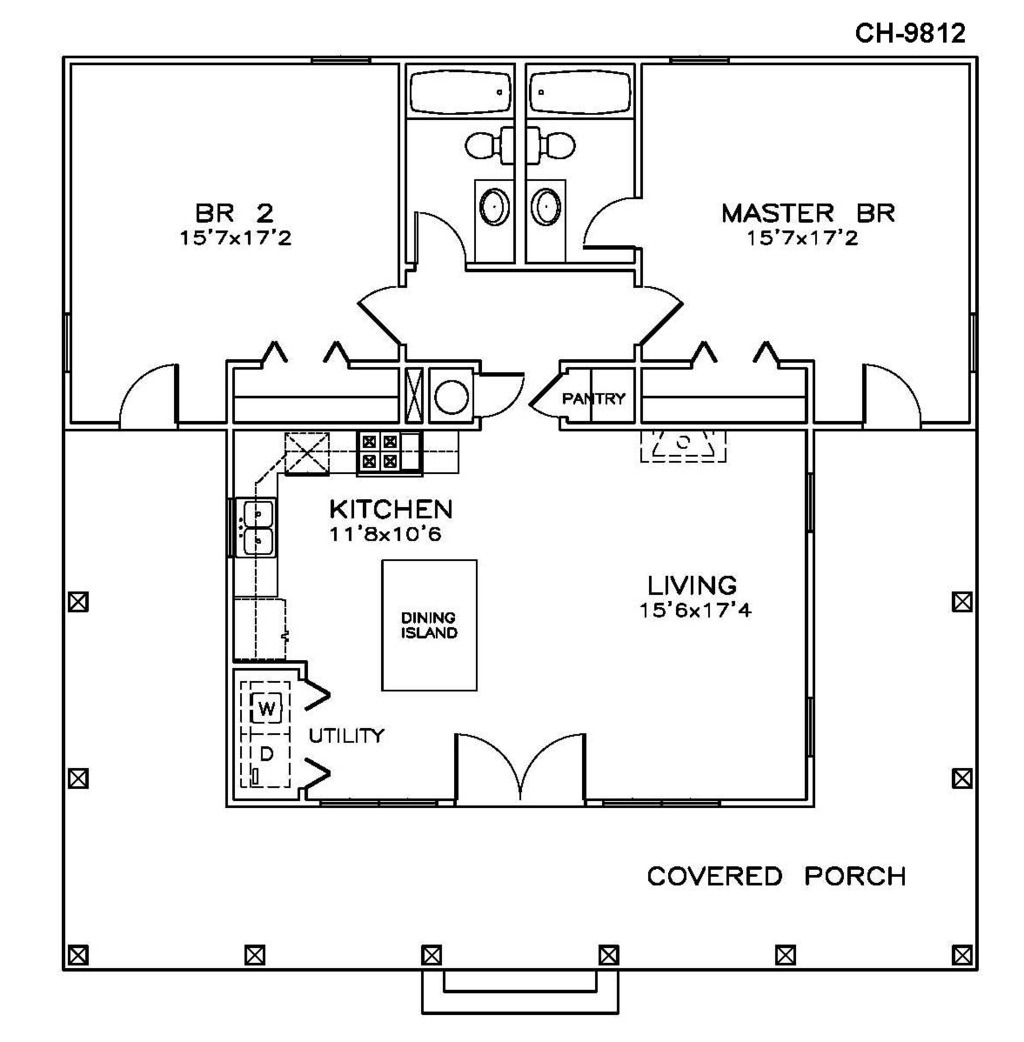 CH-9812
BR 2
15'7x17'2
MASTER BR
15'7x17'2
PANTRY
KITCHEN
11'8x10'6
LIVING
15'6x17'4
DINING
ISLAND
W
UTILITY
D
COVERED PORCH